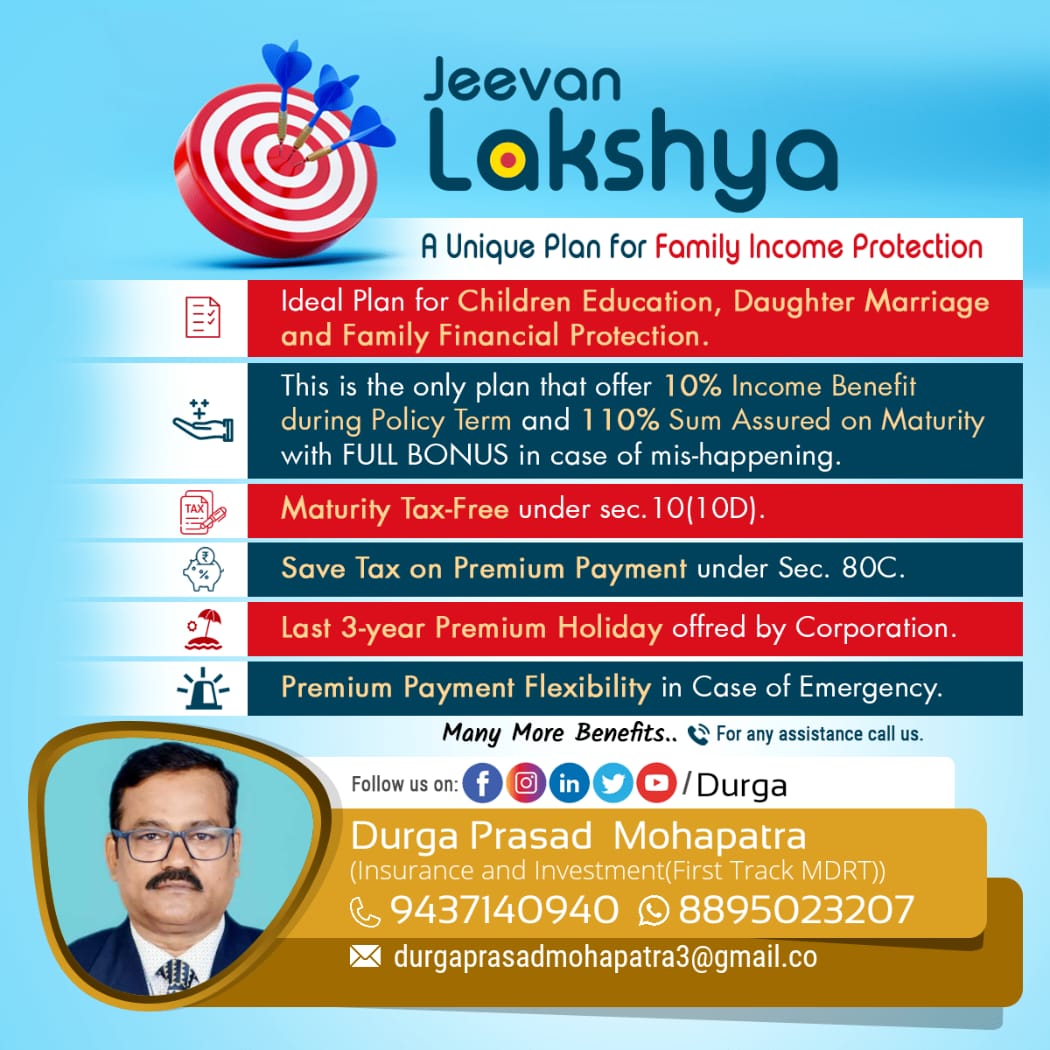 Jeevan
Lakshya
A Unique Plan for Family Income Protection
Ideal Plan for Children Education, Daughter Marriage
and Family Financial Protection.
This is the only plan that offer 10% Income Benefit
during Policy Term and 110% Sum Assured on Maturity
with FULL BONUS in case of mis-happening.
TAX
Maturity Tax-Free under sec.10(10D).
₹
%
Save Tax on Premium Payment under Sec. 80C.
Last 3-year Premium Holiday offred by Corporation.
Premium Payment Flexibility in Case of Emergency.
Many More Benefits.. For any assistance call us.
Follow us on: /Durga
Durga Prasad Mohapatra
(Insurance and Investment(First Track MDRT))
9437140940 8895023207
durgaprasadmohapatra3@gmail.co